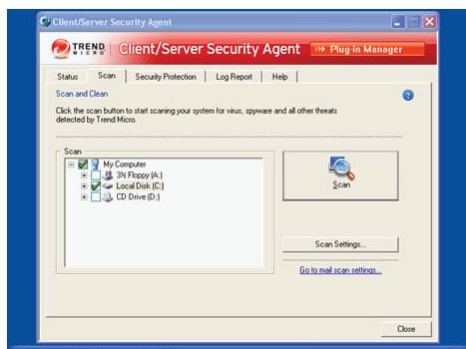 Client/Server Security Agent
TREND MICRO Client/Server Security Agent Plug-in Manager
Status Scan Security Protection Log Report Help
Scan and Clean
Click the scan button to start scaning your system for virus, spyware and all other threats
detected by Trend Micro.
Scan
My Computer
3½ Floppy (A:)
Local Disk (C:)
CD Drive (D:)
Scan
Scan Settings...
Go to mail scan settings...
Close